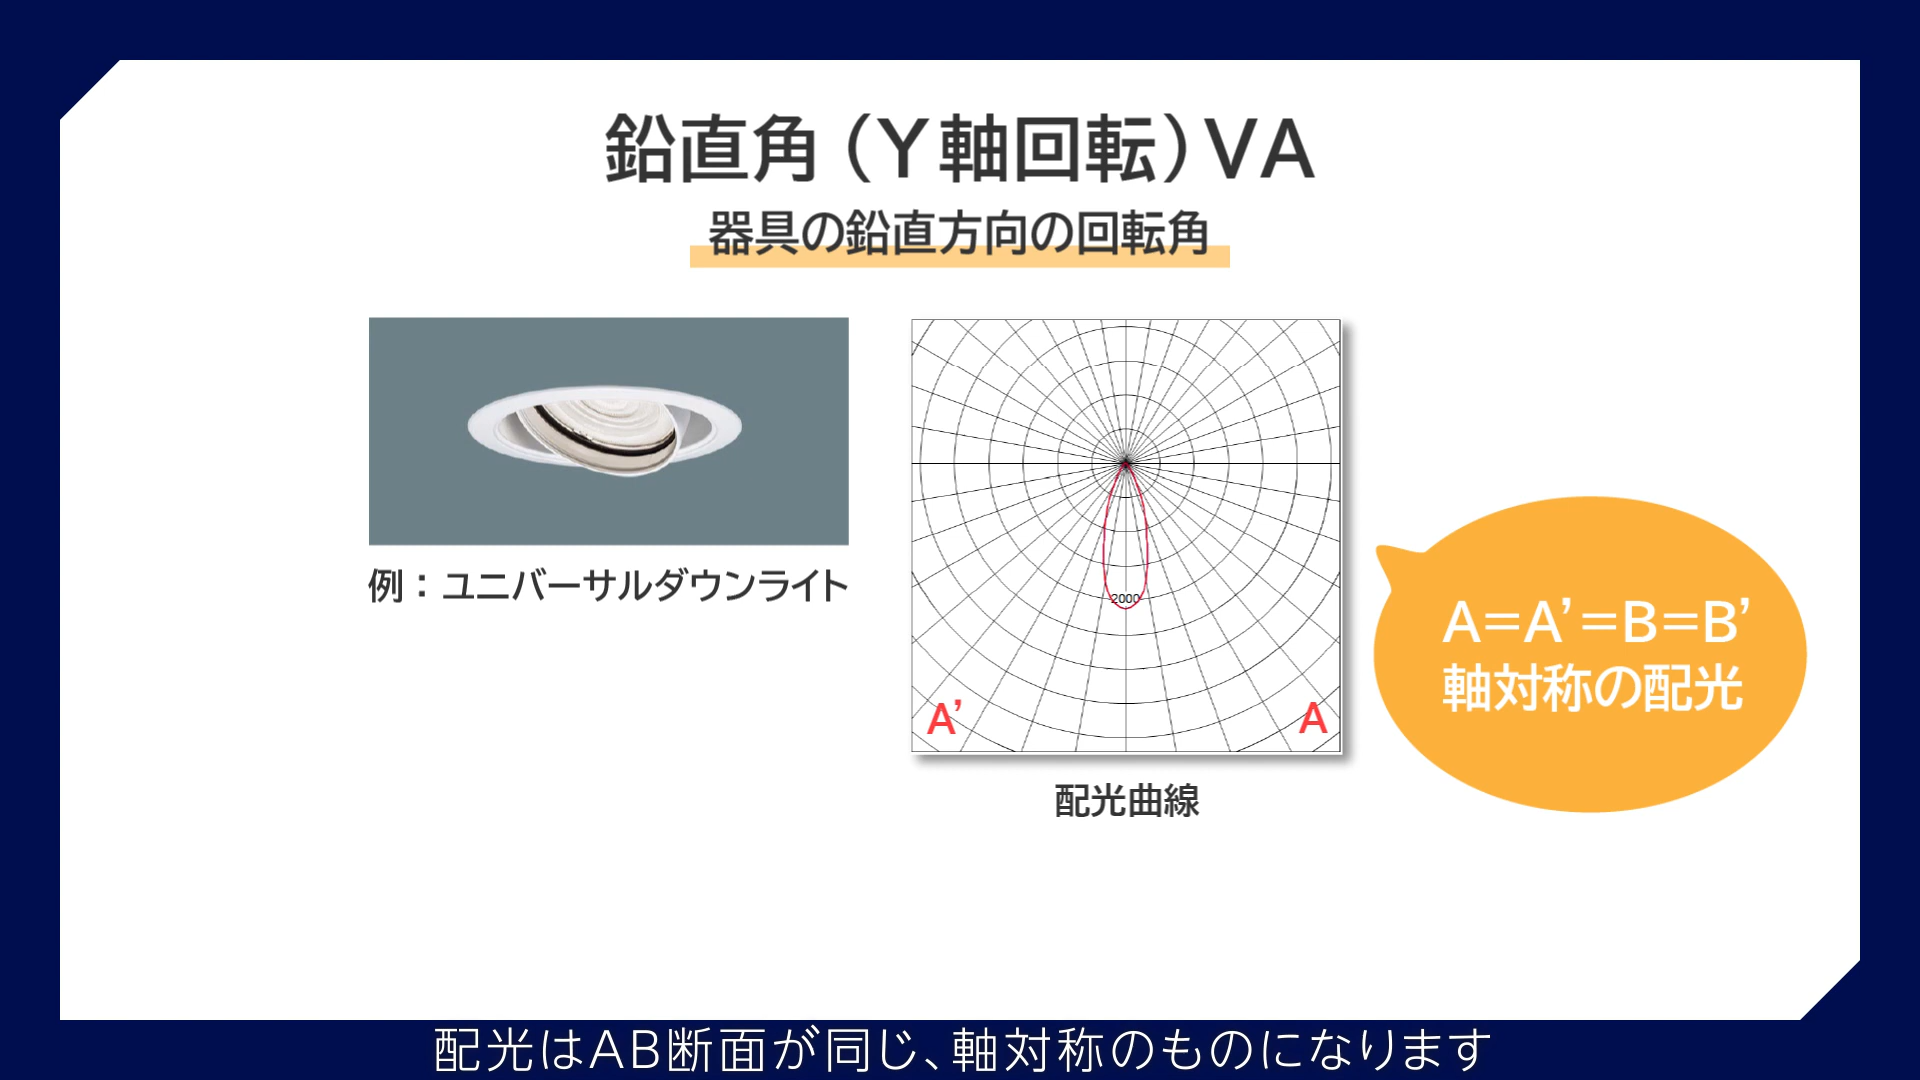 鉛直角（Y軸回転）VA
器具の鉛直方向の回転角
例：ユニバーサルダウンライト
2000
A’
A
配光曲線
A=A’=B=B’
軸対称の配光
配光はAB断面が同じ、軸対称のものになります